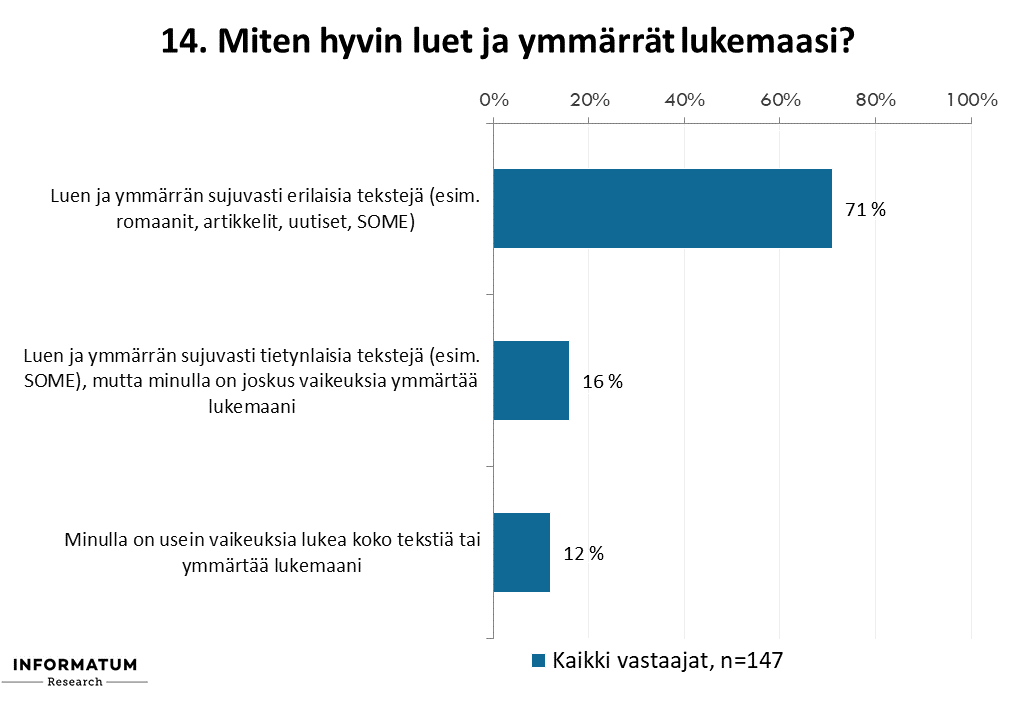 14. Miten hyvin luet ja ymmärrät lukemaasi?
0% 20% 40% 60% 80% 100%
Luen ja ymmärrän sujuvasti erilaisia tekstejä (esim.
romaanit, artikkelit, uutiset, SOME)
71 %
Luen ja ymmärrän sujuvasti tietynlaisia tekstejä (esim.
SOME), mutta minulla on joskus vaikeuksia ymmärtää
lukemaani
16 %
Minulla on usein vaikeuksia lukea koko tekstiä tai
ymmärtää lukemaani
12 %
Kaikki vastaajat, n=147
INFORMATUM
Research